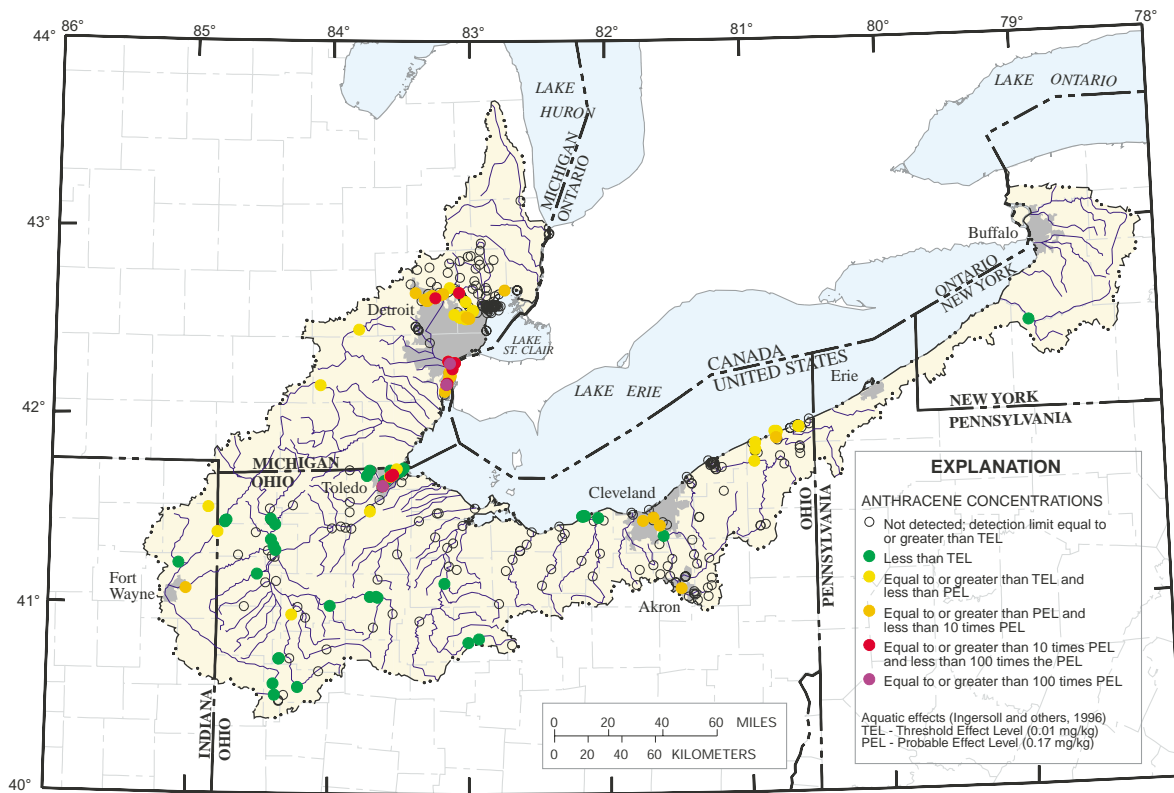 86°
85°
84°
83°
82°
81°
80°
79°
78°
44°
43°
42°
41°
40°
LAKE
HURON
MICHIGAN
ONTARIO
LAKE ONTARIO
Buffalo
ONTARIO
NEW YORK
Detroit
LAKE
ST. CLAIR
CANADA
UNITED STATES
LAKE ERIE
Erie
NEW YORK
PENNSYLVANIA
MICHIGAN
OHIO
Toledo
Cleveland
Fort
Wayne
Akron
OHIO
PENNSYLVANIA
INDIANA
OHIO
EXPLANATION
ANTHRACENE CONCENTRATIONS
Not detected; detection limit equal to
or greater than TEL
Less than TEL
Equal to or greater than TEL and
less than PEL
Equal to or greater than PEL and
less than 10 times PEL
Equal to or greater than 10 times PEL
and less than 100 times the PEL
Equal to or greater than 100 times PEL
Aquatic effects (Ingersoll and others, 1996)
TEL - Threshold Effect Level (0.01 mg/kg)
PEL - Probable Effect Level (0.17 mg/kg)
0 20 40 60 MILES
0 20 40 60 KILOMETERS